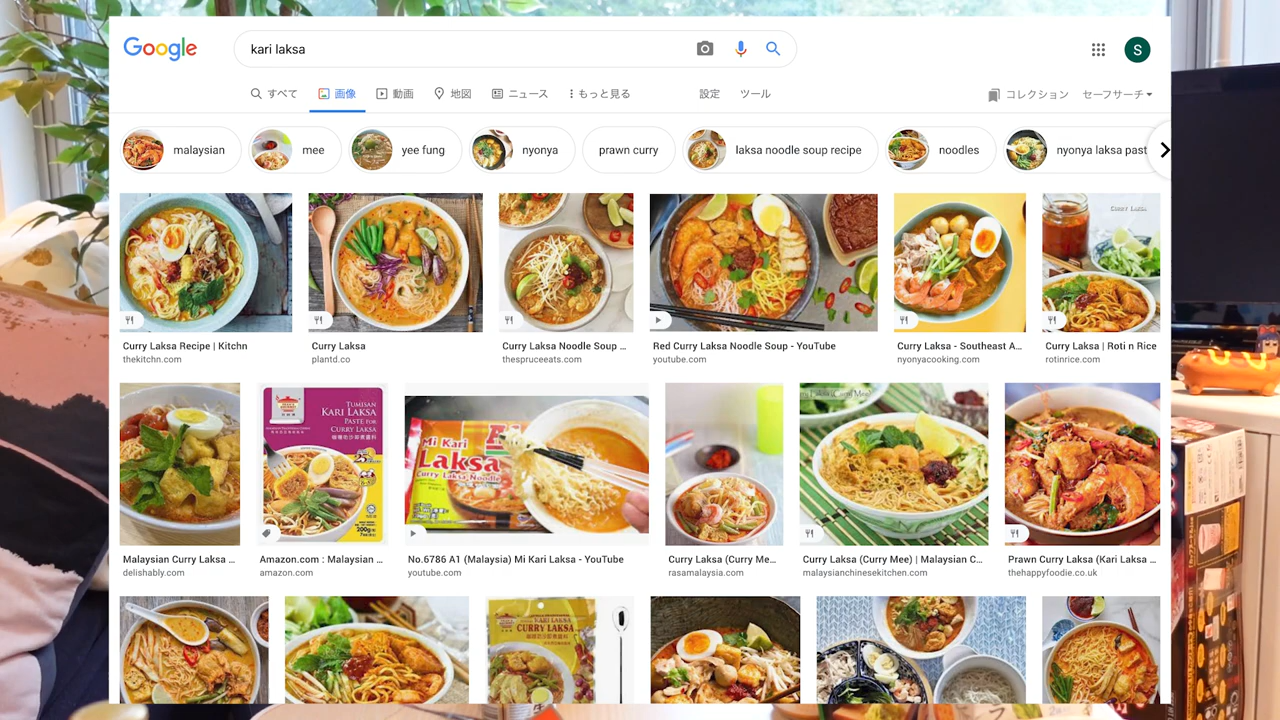 Google
kari laksa
S
すべて 画像 動画 地図 ニュース もっと見る 設定 ツール コレクション セーフサーチ
malaysian mee yee fung nyonya prawn curry laksa noodle soup recipe noodles nyonya laksa past
CURRY LAKSA
Curry Laksa Recipe | Kitchn
thekitchn.com
Curry Laksa
plantd.co
Curry Laksa Noodle Soup ...
thespruceeats.com
Red Curry Laksa Noodle Soup - YouTube
youtube.com
Curry Laksa - Southeast A...
nyonyacooking.com
Curry Laksa | Roti n Rice
rotinrice.com
TUMISAN
KARI LAKSA
PASTE FOR
CURRY LAKSA
200g
Mi Kari
Laksa
Curry Laksa Noodle
Malaysian Curry Laksa ...
delishably.com
Amazon.com : Malaysian ...
amazon.com
No.6786 A1 (Malaysia) Mi Kari Laksa - YouTube
youtube.com
Curry Laksa (Curry Me...
rasamalaysia.com
Curry Laksa (Curry Mee) | Malaysian C...
malaysianchinesekitchen.com
Prawn Curry Laksa (Kari Laksa ...
thehappyfoodie.co.uk
KARI LAKSA
CURRY LAKSA